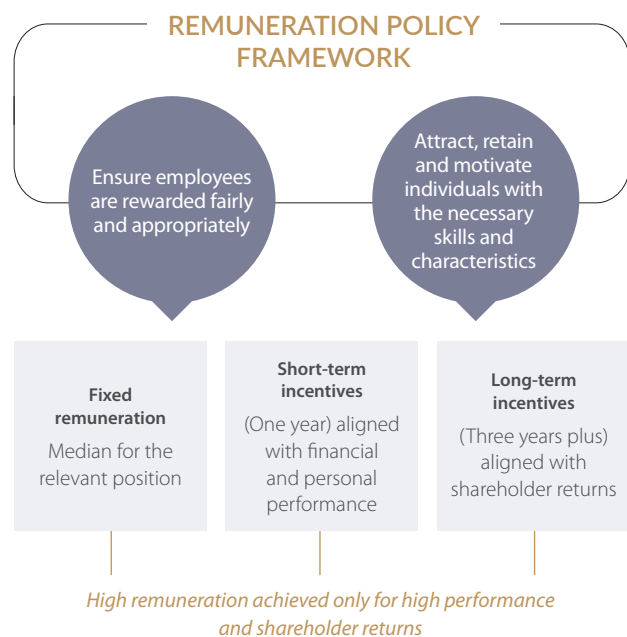 REMUNERATION POLICY
FRAMEWORK
Ensure employees
are rewarded fairly
and appropriately
Attract, retain
and motivate
individuals with
the necessary
skills and
characteristics
Fixed
remuneration
Median for the
relevant position
Short-term
incentives
(One year) aligned
with financial
and personal
performance
Long-term
incentives
(Three years plus)
aligned with
shareholder returns
High remuneration achieved only for high performance
and shareholder returns